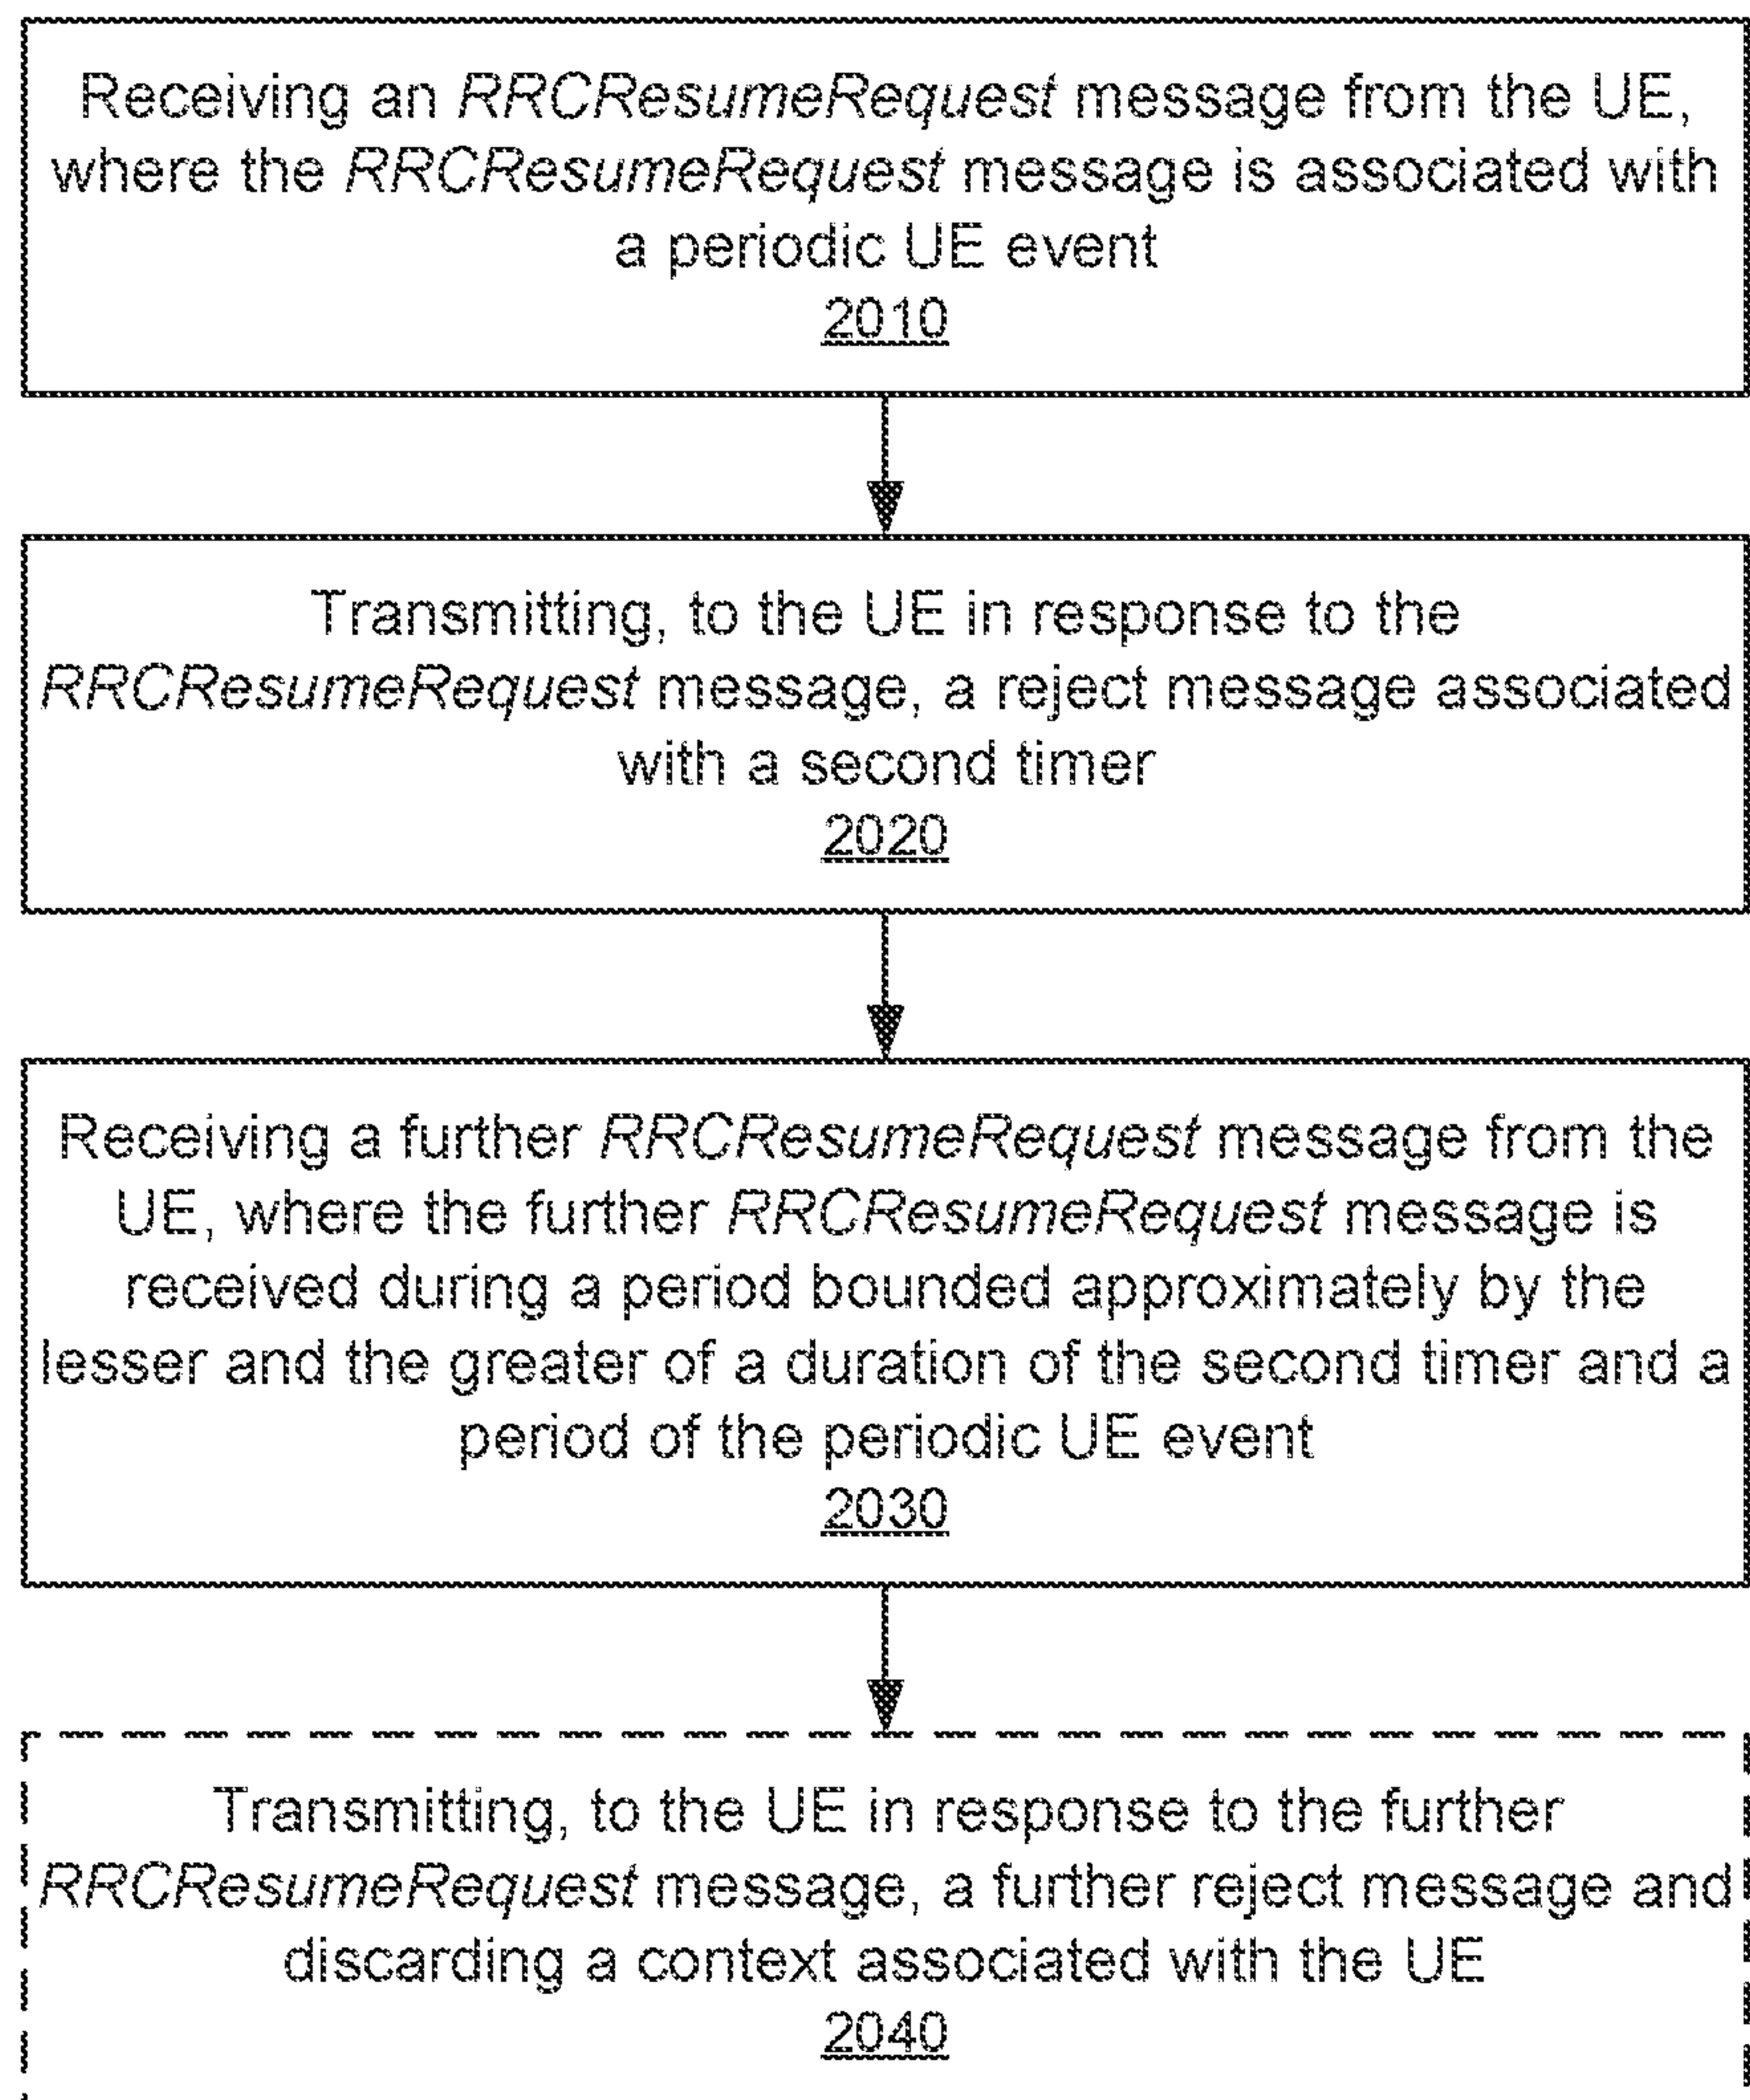 Receiving an RRCResumeRequest message from the UE,
where the RRCResumeRequest message is associated with
a periodic UE event
2010
Transmitting, to the UE in response to the
RRCResumeRequest message, a reject message associated
with a second timer
2020
Receiving a further RRCResumeRequest message from the
UE, where the further RRCResumeRequest message is
received during a period bounded approximately by the
lesser and the greater of a duration of the second timer and a
period of the periodic UE event
2030
Transmitting, to the UE in response to the further
RRCResumeRequest message, a further reject message and
discarding a context associated with the UE
2040